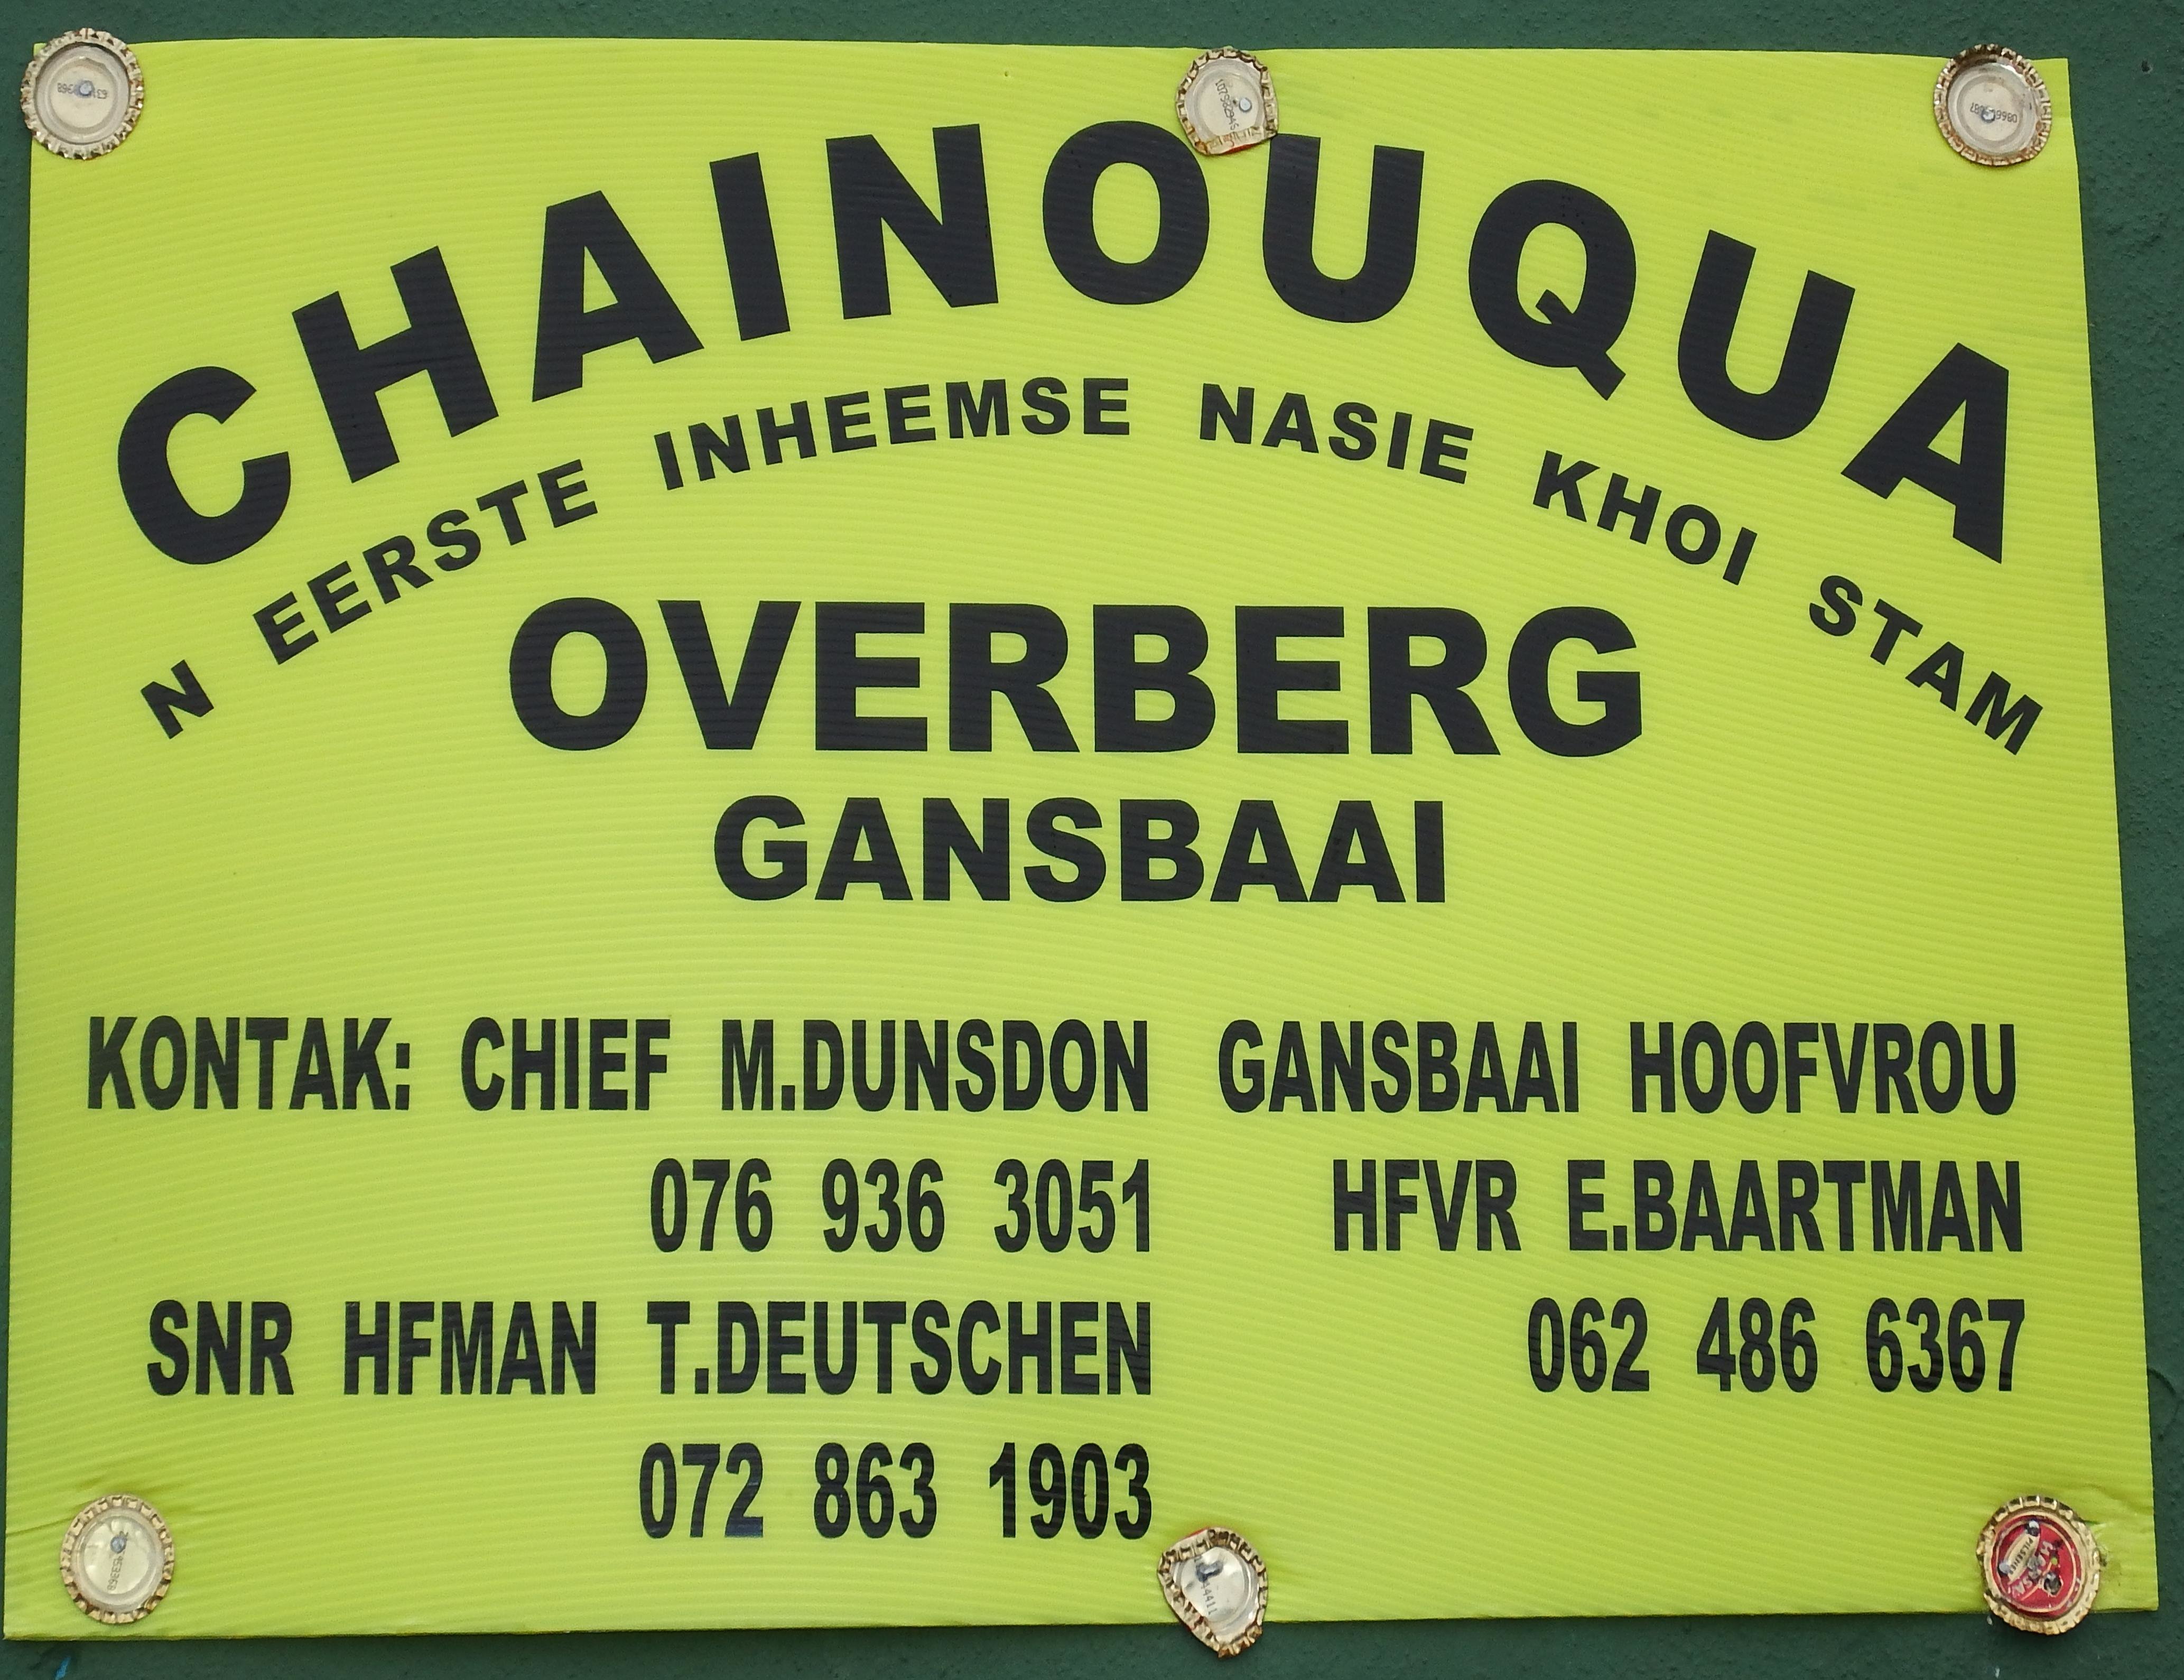 CHAINOUQUA
N EERSTE INHEEMSE NASIE KHOI STAM
OVERBERG
GANSBAAI
KONTAK: CHIEF M.DUNSDON
076 936 3051
SNR HFMAN T.DEUTSCHEN
072 863 1903
GANSBAAI HOOFVROU
HFVR E.BAARTMAN
062 486 6367